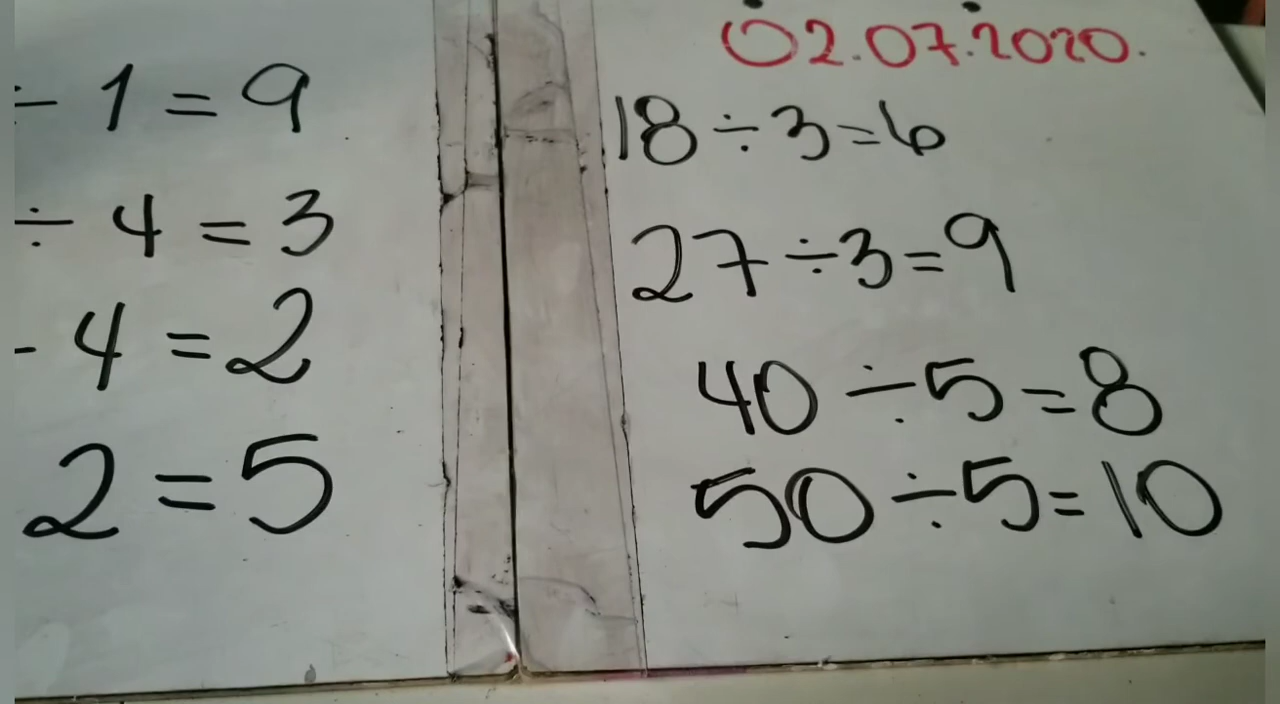 ÷ 1 = 9
÷ 4 = 3
- 4 = 2
2 = 5
02.07.2020.
18 ÷ 3 = 6
27 ÷ 3 = 9
40 ÷ 5 = 8
50 ÷ 5 = 10